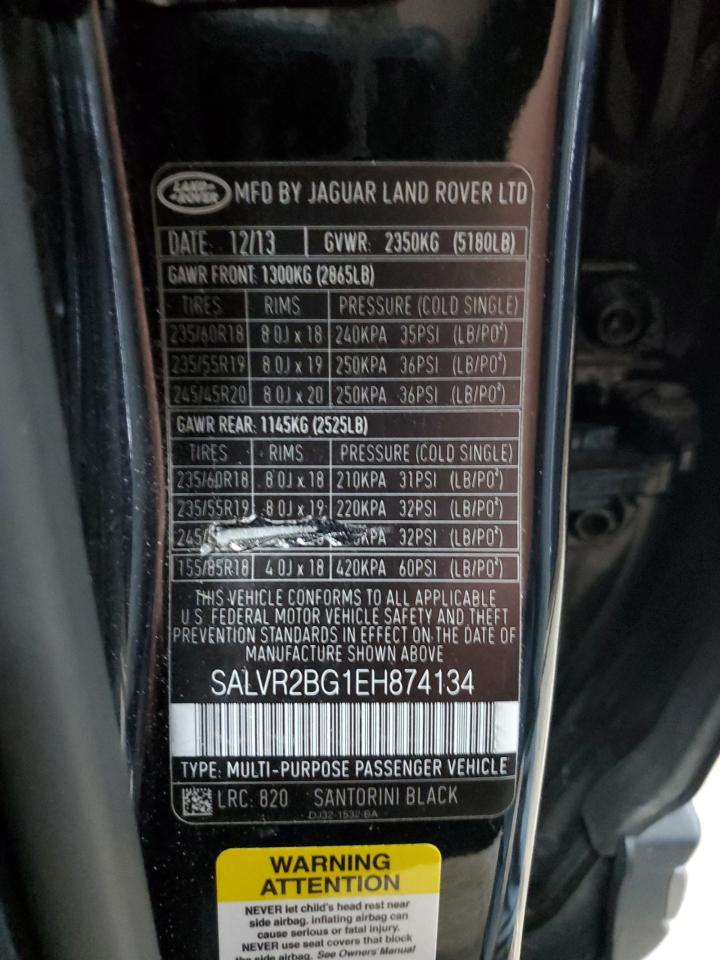 LAND ROVER MFD BY JAGUAR LAND ROVER LTD
DATE: 12/13 GVWR: 2350KG (5180LB)
GAWR FRONT: 1300KG (2865LB)
TIRES RIMS PRESSURE (COLD SINGLE)
235/60R18 8.0J x 18 240KPA 35PSI (LB/PO²)
235/55R19 8.0J x 19 250KPA 36PSI (LB/PO²)
245/45R20 8.0J x 20 250KPA 36PSI (LB/PO²)
GAWR REAR: 1145KG (2525LB)
TIRES RIMS PRESSURE (COLD SINGLE)
235/60R18 8.0J x 18 210KPA 31PSI (LB/PO²)
235/55R19 8.0J x 19 220KPA 32PSI (LB/PO²)
245/ KPA 32PSI (LB/PO²)
155/85R18 4.0J x 18 420KPA 60PSI (LB/PO²)
THIS VEHICLE CONFORMS TO ALL APPLICABLE
U.S. FEDERAL MOTOR VEHICLE SAFETY AND THEFT
PREVENTION STANDARDS IN EFFECT ON THE DATE OF
MANUFACTURE SHOWN ABOVE
SALVR2BG1EH874134
TYPE: MULTI-PURPOSE PASSENGER VEHICLE
LRC: 820 SANTORINI BLACK
DJ32-1532-BA
WARNING
ATTENTION
NEVER let child's head rest near
side airbag. inflating airbag can
cause serious or fatal injury.
NEVER use seat covers that block
the side airbag. See Owners' Manual